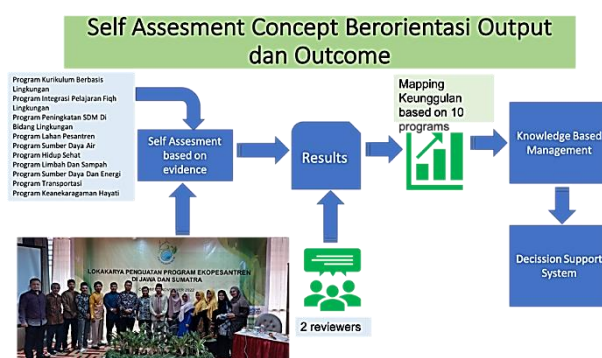 Self Assesment Concept Berorientasi Output
dan Outcome
Program Kurikulum Berbasis
Lingkungan
Program Integrasi Pelajaran Fiqh
Lingkungan
Program Peningkatan SDM Di
Bidang Lingkungan
Program Lahan Pesantren
Program Sumber Daya Air
Program Hidup Sehat
Program Limbah Dan Sampah
Program Sumber Daya Dan Energi
Program Transportasi
Program Keanekaragaman Hayati
Self Assesment
based on
evidence
Results
Mapping
Keunggulan
based on 10
programs
Knowledge Based
Management
Decission Support
System
LOKAKARYA PENGUATAN PROGRAM EKOPESANTREN
DI JAWA DAN SUMATRA
2022
2 reviewers